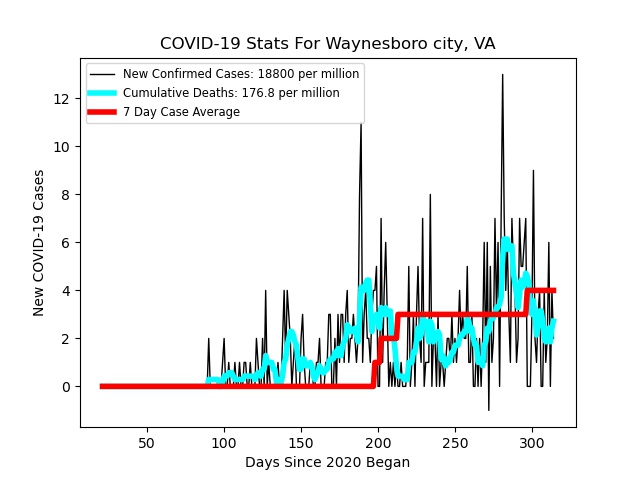 COVID-19 Stats For Waynesboro city, VA
New Confirmed Cases: 18800 per million
Cumulative Deaths: 176.8 per million
7 Day Case Average
New COVID-19 Cases
12
10
8
6
4
2
0
50 100 150 200 250 300
Days Since 2020 Began